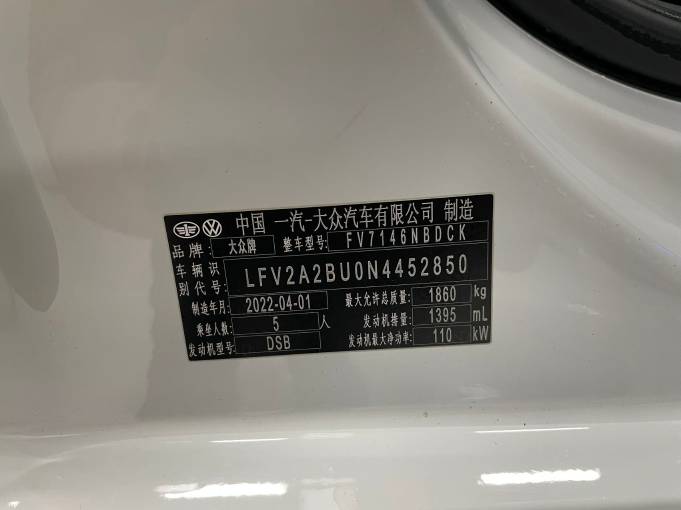 中国 一汽-大众汽车有限公司 制造
品牌: 大众牌 整车型号: FV7146NBDCK
车辆识别代号: LFV2A2BU0N4452850
制造年月: 2022-04-01 最大允许总质量: 1860 kg
乘坐人数: 5 人 发动机排量: 1395 mL
发动机型号: DSB 发动机最大净功率: 110 kW